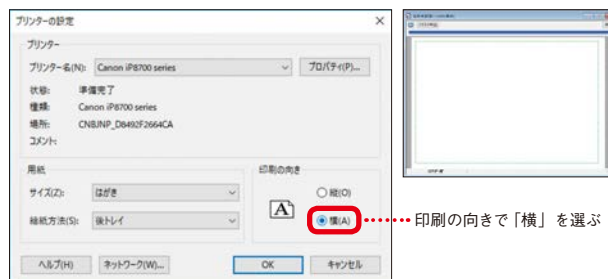 プリンターの設定
プリンター
プリンター名(N):
Canon iP8700 series
プロパティ(P)...
状態:
準備完了
種類:
Canon iP8700 series
場所:
CNBJNP_D8492F2664CA
コメント:
用紙
印刷の向き
サイズ(Z):
はがき
縦(O)
A
給紙方法(S):
後トレイ
横(A)
印刷の向きで「横」を選ぶ
ヘルプ(H)
ネットワーク(W)...
OK
キャンセル